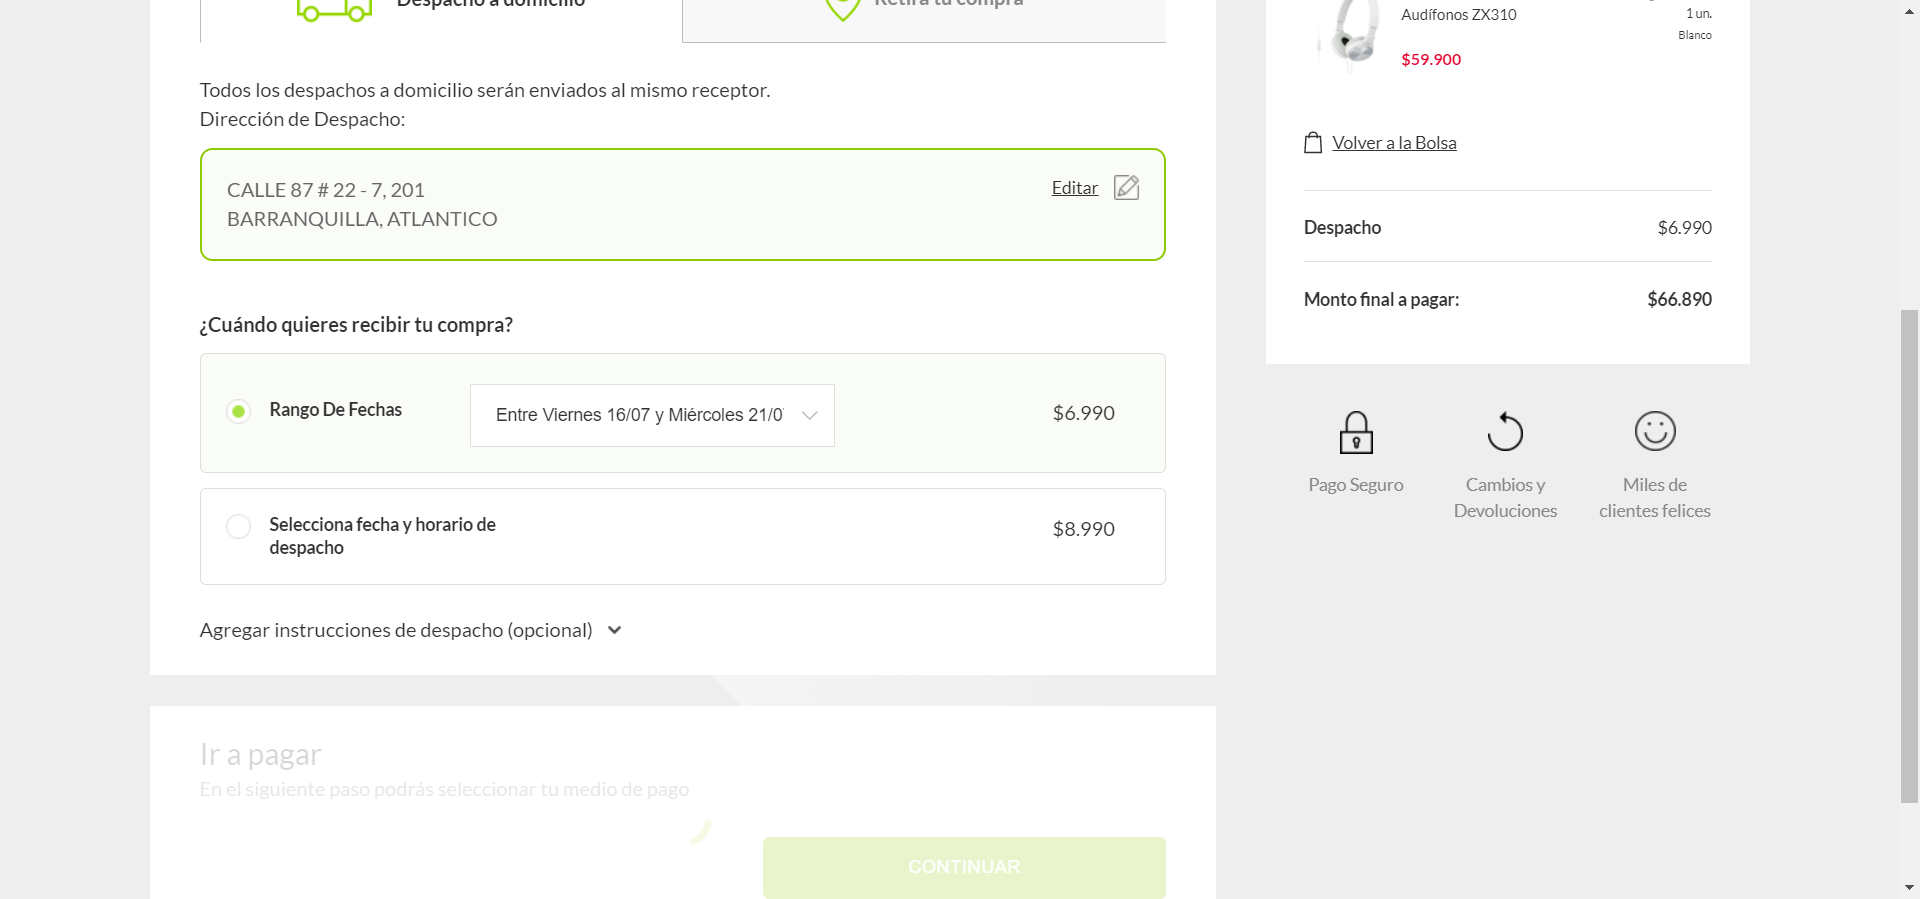 Despacho a domicilio
Retira tu compra
Todos los despachos a domicilio serán enviados al mismo receptor.
Dirección de Despacho:
CALLE 87 # 22 - 7, 201
BARRANQUILLA, ATLANTICO
Editar
¿Cuándo quieres recibir tu compra?
Rango De Fechas
Entre Viernes 16/07 y Miércoles 21/0
$6.990
Selecciona fecha y horario de
despacho
$8.990
Agregar instrucciones de despacho (opcional)
Ir a pagar
En el siguiente paso podrás seleccionar tu medio de pago
CONTINUAR
Audífonos ZX310
1 un.
Blanco
$59.900
Volver a la Bolsa
Despacho
$6.990
Monto final a pagar:
$66.890
Pago Seguro
Cambios y
Devoluciones
Miles de
clientes felices